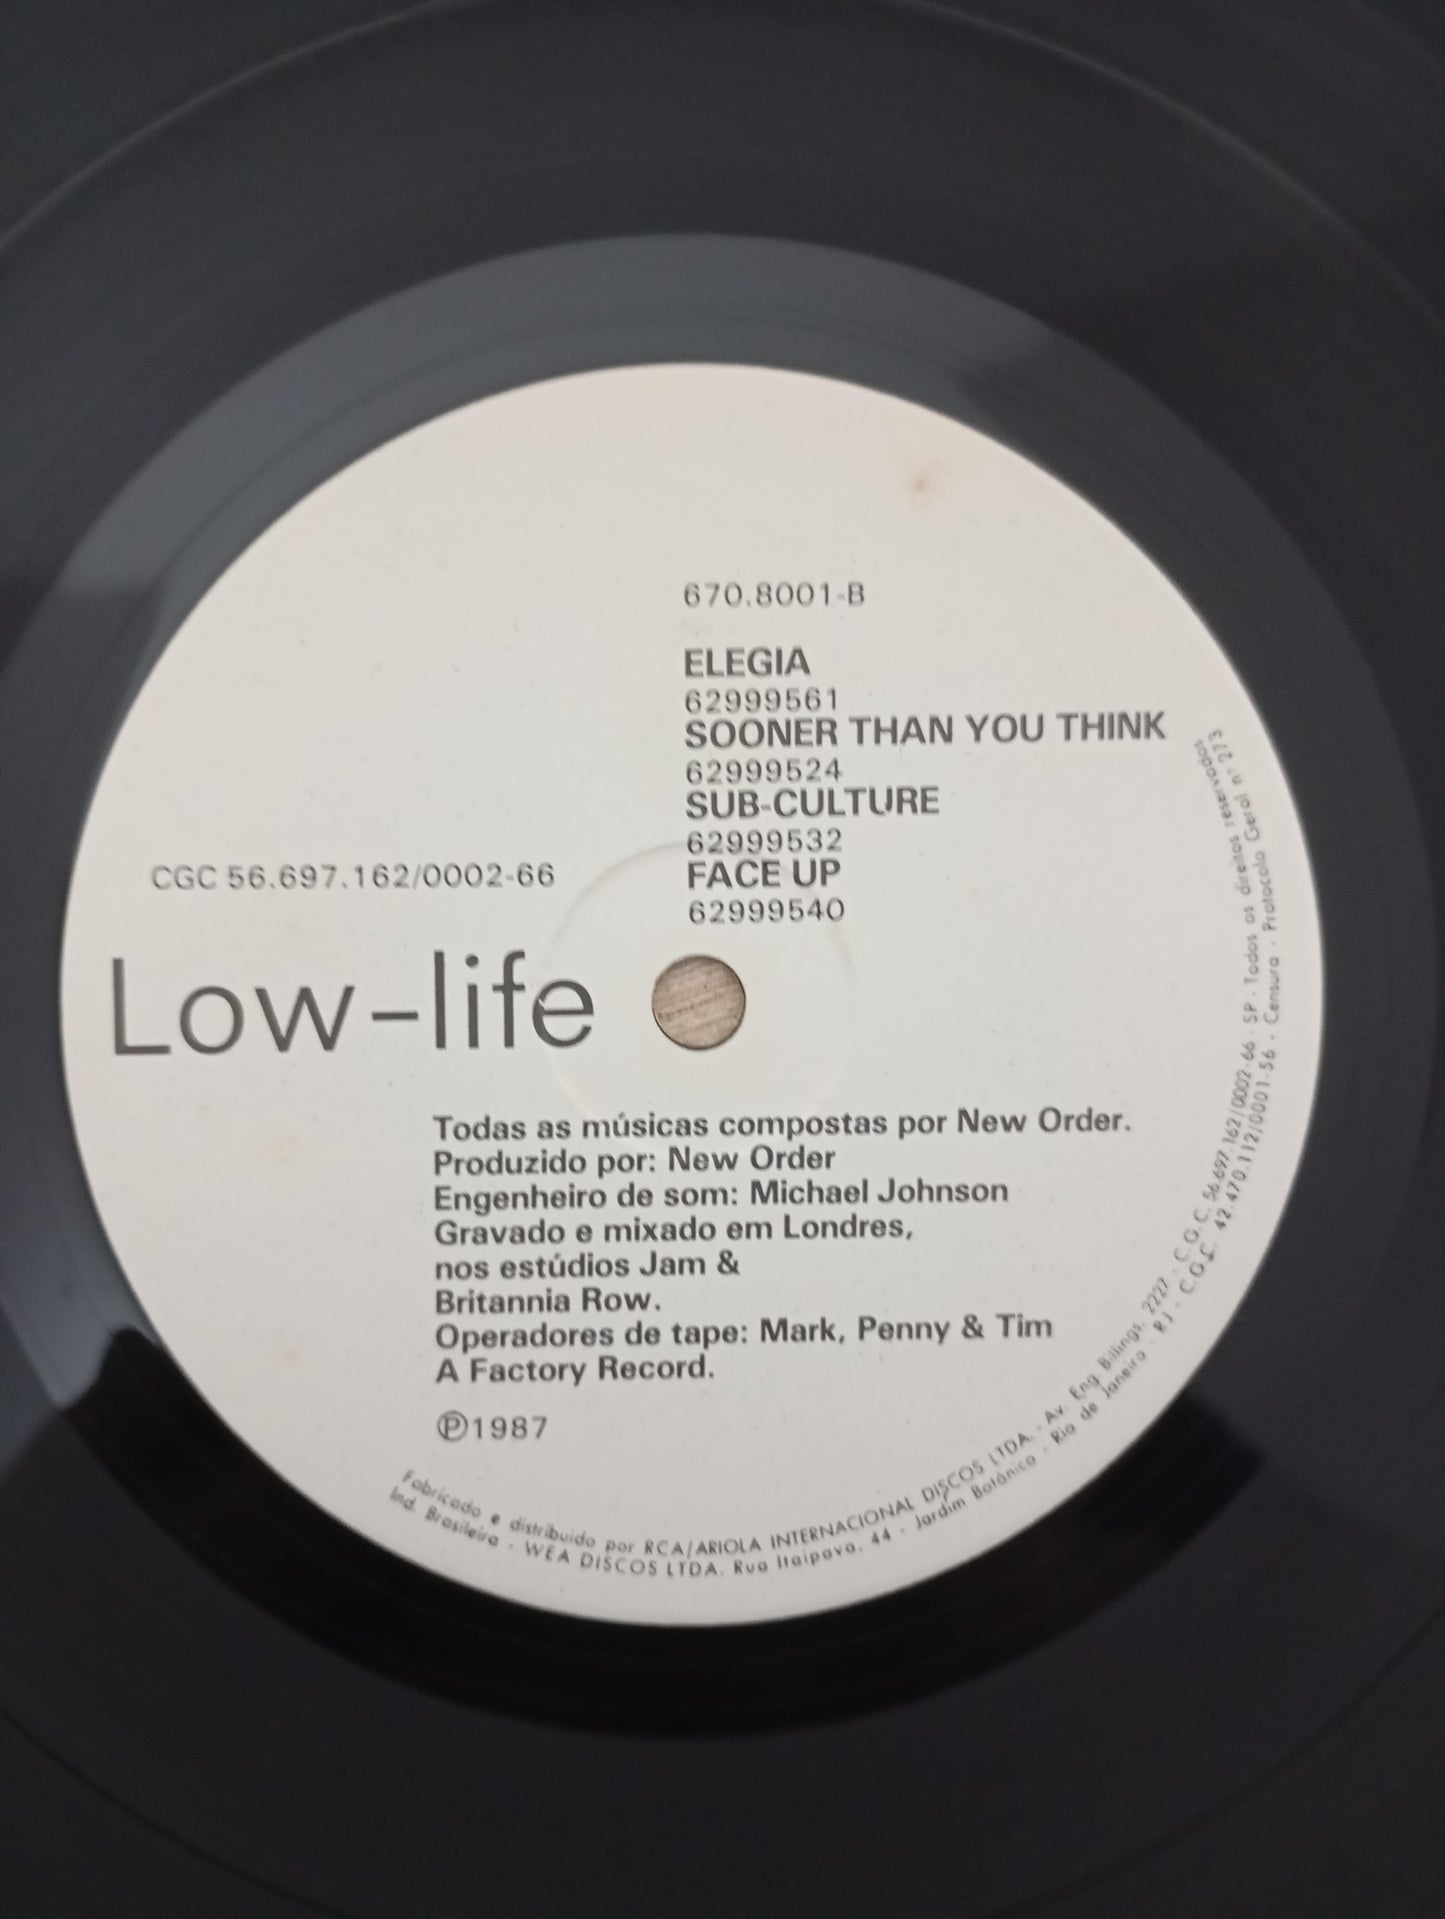 670.8001-B
ELEGIA
62999561
SOONER THAN YOU THINK
62999524
SUB-CULTURE
62999532
FACE UP
62999540
CGC 56.697.162/0002-66
Low-life
Todas as músicas compostas por New Order.
Produzido por: New Order
Engenheiro de som: Michael Johnson
Gravado e mixado em Londres,
nos estúdios Jam &
Britannia Row.
Operadores de tape: Mark, Penny & Tim
A Factory Record.
Ⓟ1987
Fabricado e distribuido por RCA/ARIOLA INTERNACIONAL DISCOS LTDA. · Av. Eng. Billings, 2227 · C.G.C. 56.697.162/0002-66 · SP · Todos os direitos reservados
Ind. Brasileira · WEA DISCOS LTDA. Rua Itaipava, 44 · Jardim Botânico · Rio de Janeiro · RJ · C.G.C. 42.470.112/0001-56 · Censura · Protocolo Geral nº 273